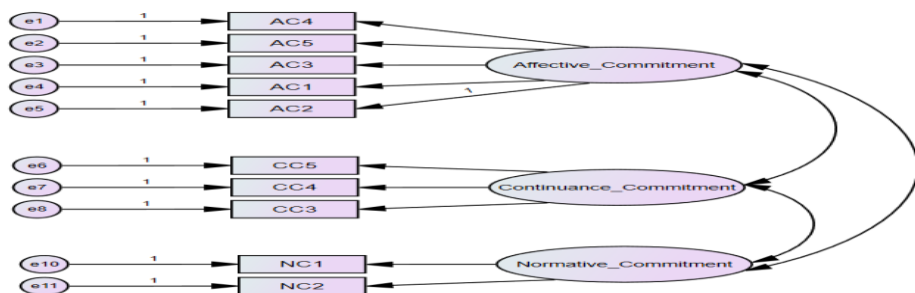 e1 1 AC4
e2 1 AC5
e3 1 AC3 Affective_Commitment
e4 1 AC1
e5 1 AC2 1
e6 1 CC5
e7 1 CC4 Continuance_Commitment
e8 1 CC3
e10 1 NC1 Normative_Commitment
e11 1 NC2